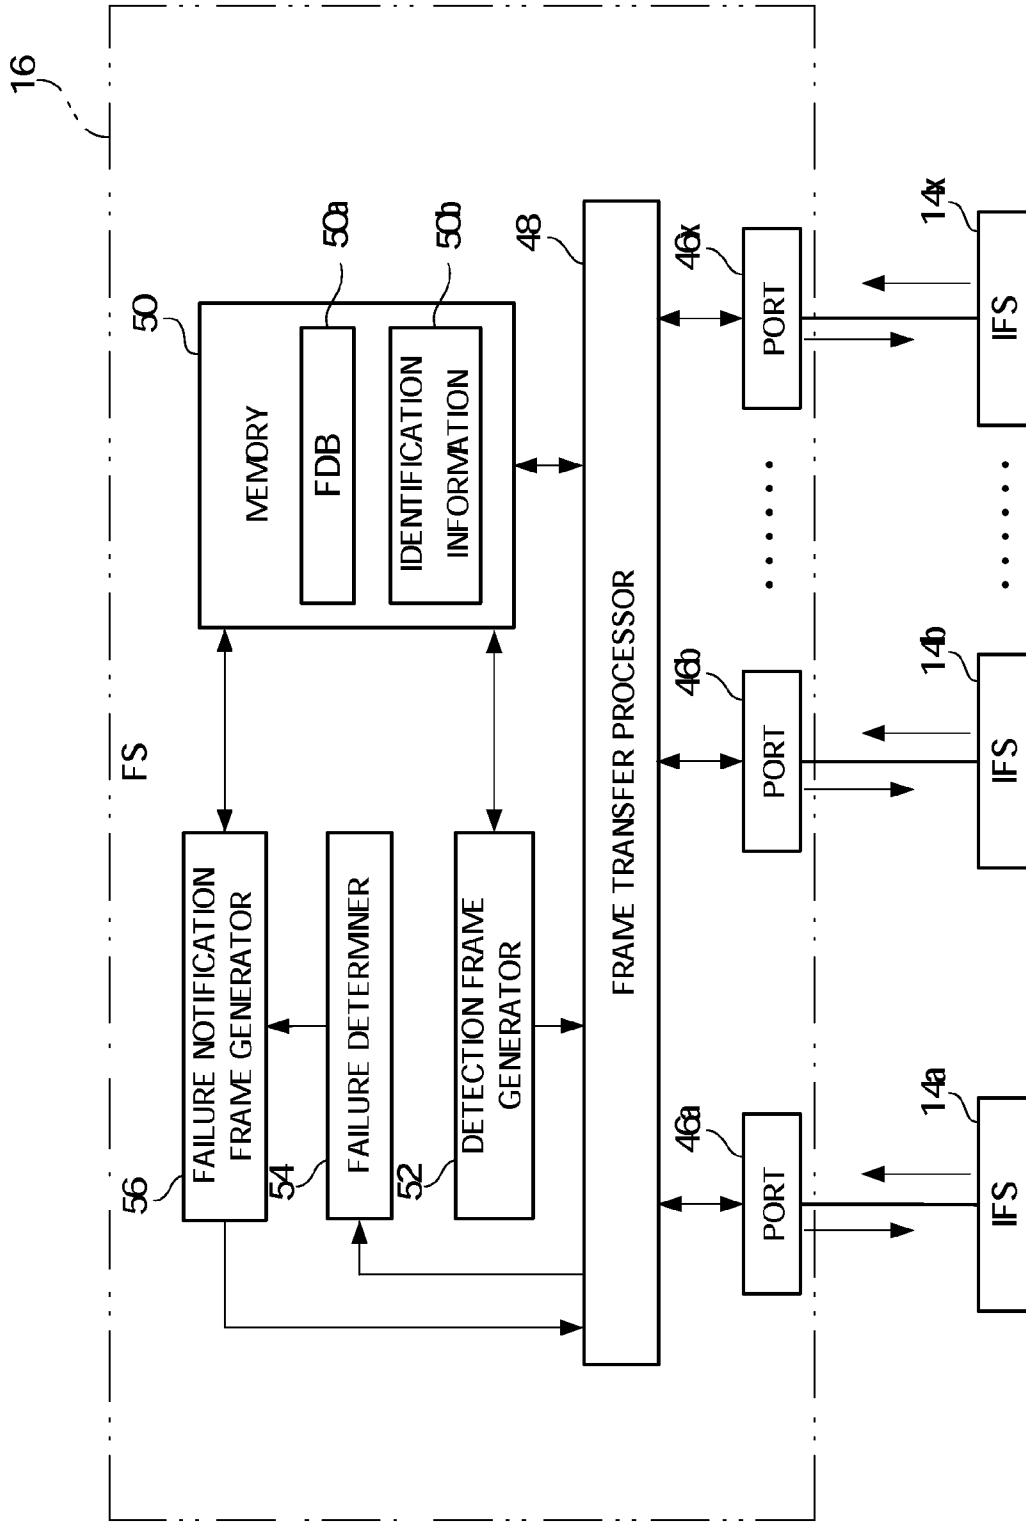 16
FS
56
FAILURE NOTIFICATION
FRAME GENERATOR
54
FAILURE DETERMINER
52
DETECTION FRAME
GENERATOR
50
MEMORY
50a
FDB
50b
IDENTIFICATION
INFORMATION
48
FRAME TRANSFER PROCESSOR
46a
PORT
46b
PORT
46x
PORT
14a
IFS
14b
IFS
14x
IFS